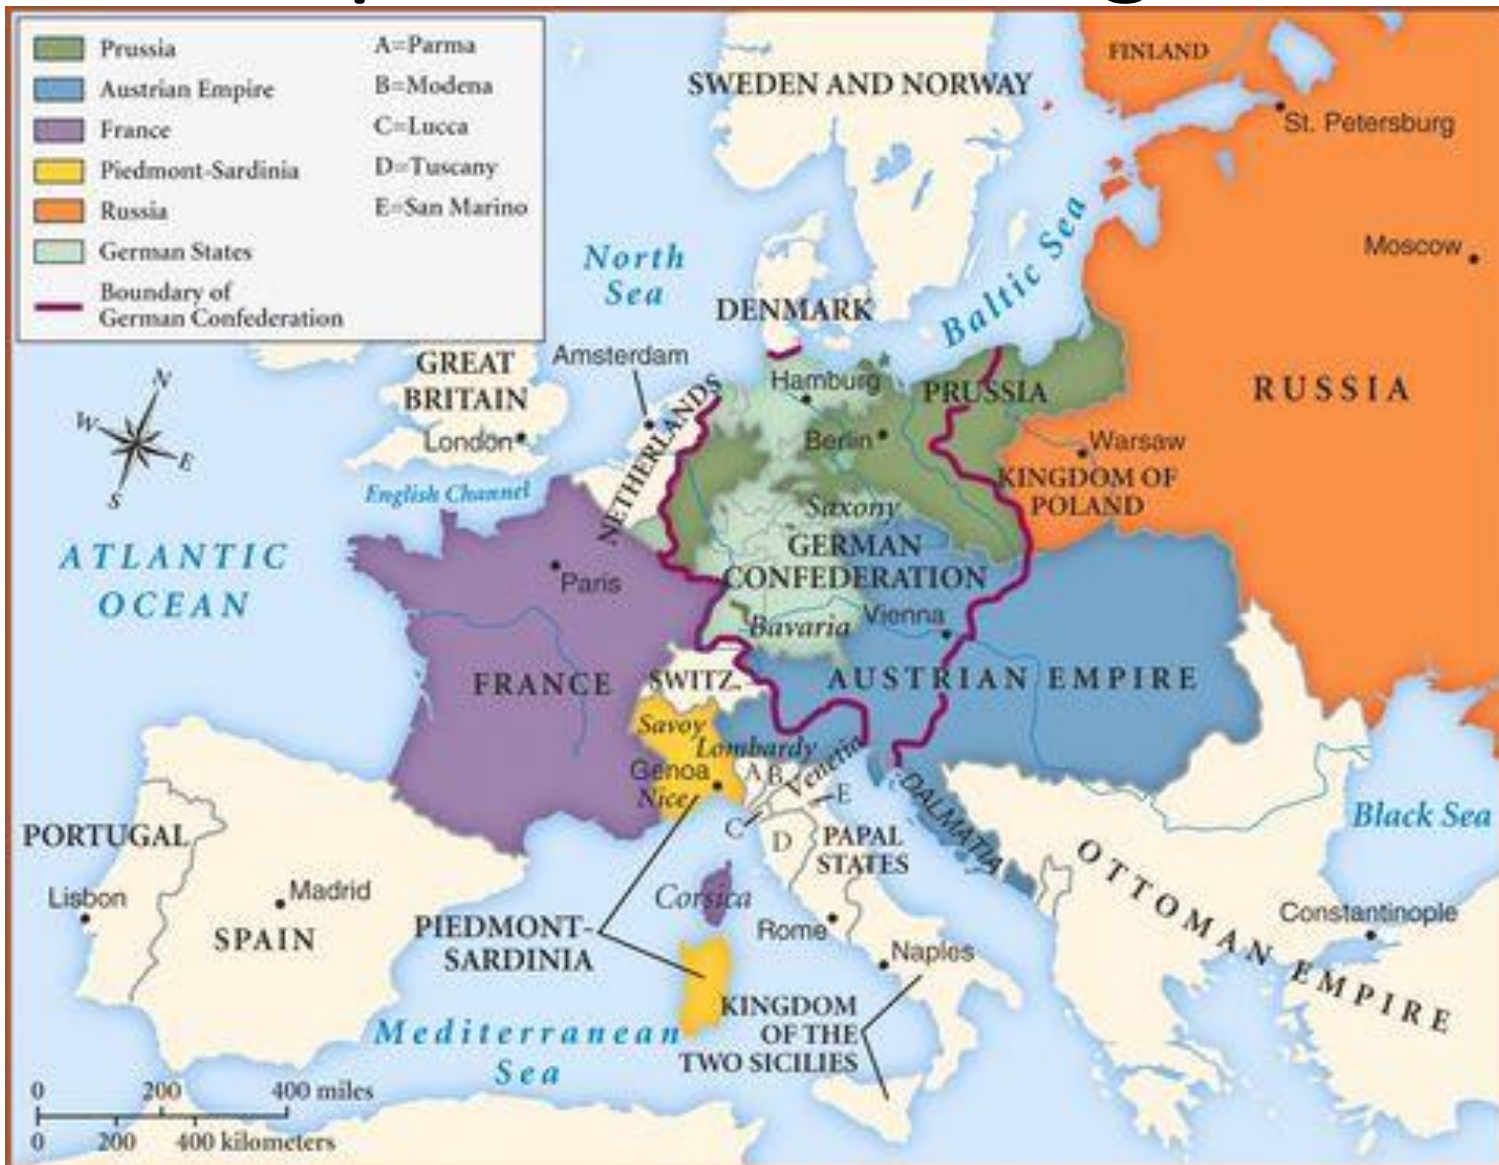 Prussia
Austrian Empire
France
Piedmont-Sardinia
Russia
German States
Boundary of
German Confederation
A=Parma
B=Modena
C=Lucca
D=Tuscany
E=San Marino
SWEDEN AND NORWAY
FINLAND
St. Petersburg
Moscow
North
Sea
Baltic Sea
DENMARK
GREAT
BRITAIN
London
Amsterdam
NETHERLANDS
Hamburg
PRUSSIA
Berlin
RUSSIA
Warsaw
KINGDOM OF
POLAND
N
W
E
S
English Channel
ATLANTIC
OCEAN
Paris
Saxony
GERMAN
CONFEDERATION
Vienna
Bavaria
FRANCE
SWITZ.
AUSTRIAN EMPIRE
Savoy
Lombardy
Venetia
Genoa
Nice
A
B
C
D
E
DALMATIA
PAPAL
STATES
Black Sea
OTTOMAN EMPIRE
Constantinople
PORTUGAL
Lisbon
Madrid
SPAIN
Corsica
PIEDMONT-
SARDINIA
Rome
Naples
KINGDOM
OF THE
TWO SICILIES
Mediterranean
Sea
0 200 400 miles
0 200 400 kilometers